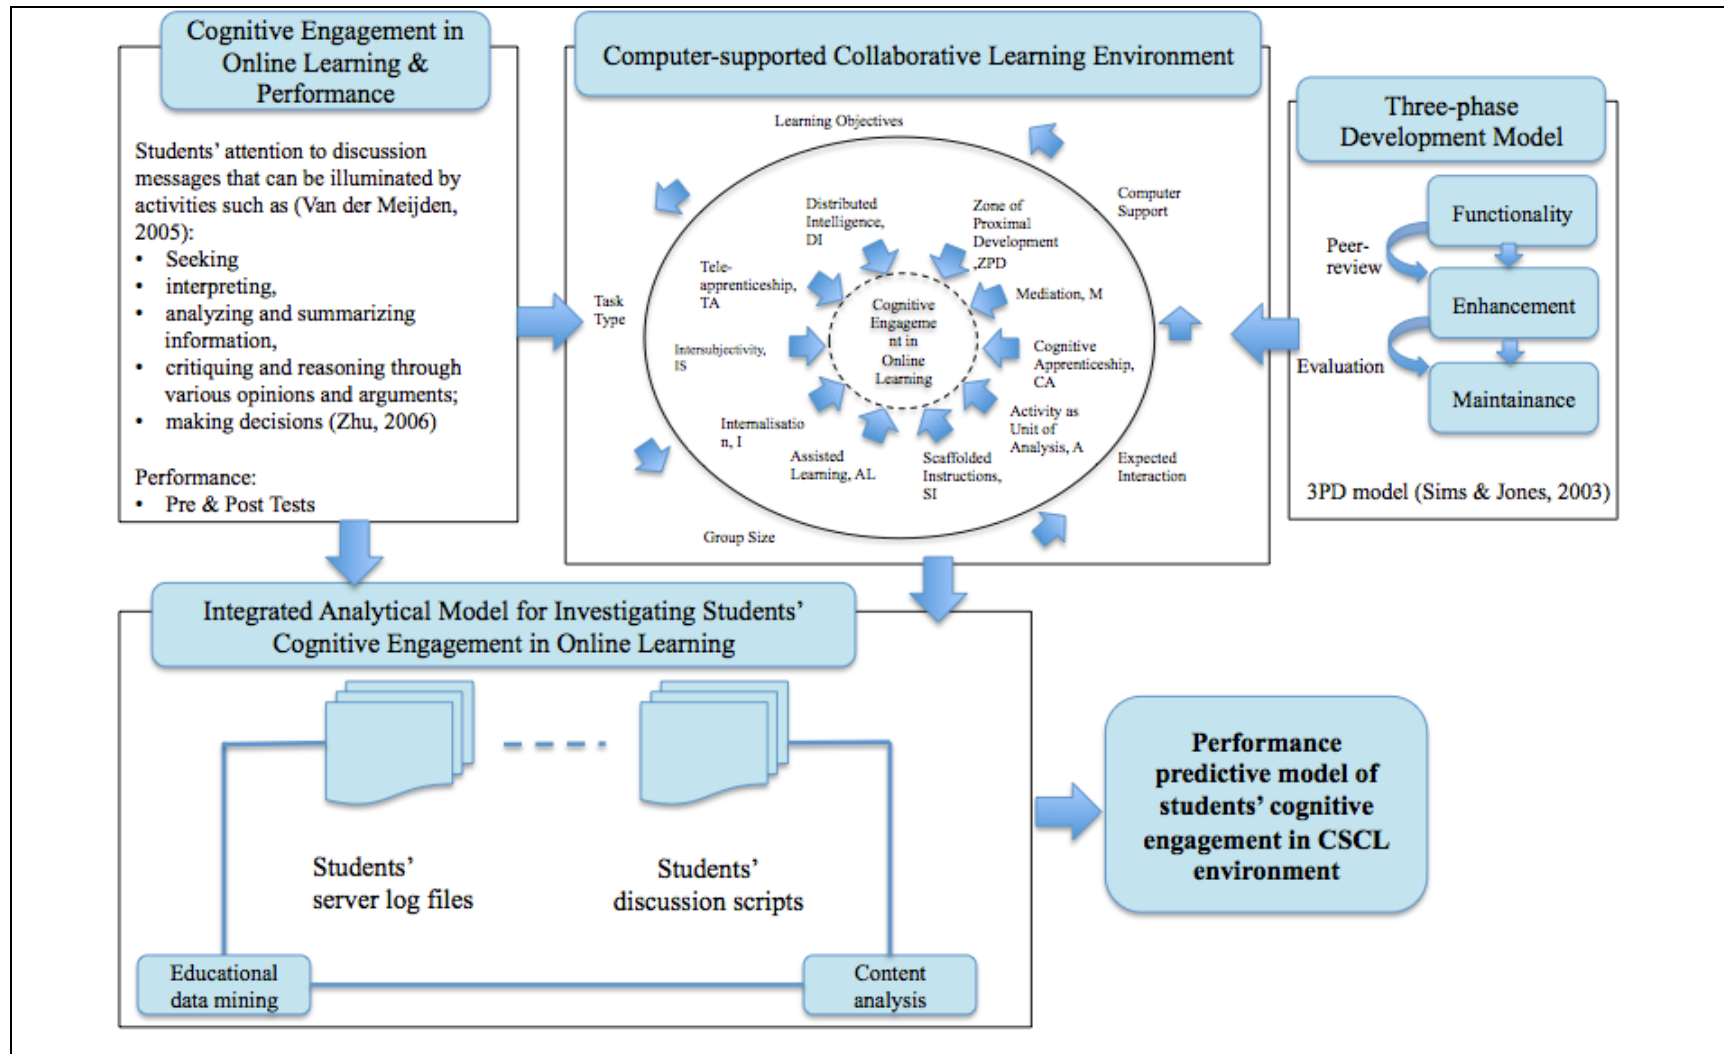 Cognitive Engagement in
Online Learning &
Performance
Students' attention to discussion
messages that can be illuminated by
activities such as (Van der Meijden,
2005):
• Seeking
• interpreting,
• analyzing and summarizing
information,
• critiquing and reasoning through
various opinions and arguments;
• making decisions (Zhu, 2006)
Performance:
• Pre & Post Tests
Computer-supported Collaborative Learning Environment
Learning Objectives
Task
Type
Computer
Support
Expected
Interaction
Group Size
Distributed
Intelligence,
DI
Zone of
Proximal
Development
,ZPD
Tele-
apprenticeship,
TA
Mediation, M
Intersubjectivity,
IS
Cognitive
Apprenticeship,
CA
Internalisatio
n, I
Activity as
Unit of
Analysis, A
Assisted
Learning, AL
Scaffolded
Instructions,
SI
Cognitive
Engageme
nt in
Online
Learning
Three-phase
Development Model
Functionality
Peer-
review
Enhancement
Evaluation
Maintainance
3PD model (Sims & Jones, 2003)
Integrated Analytical Model for Investigating Students'
Cognitive Engagement in Online Learning
Students'
server log files
Students'
discussion scripts
Educational
data mining
Content
analysis
Performance
predictive model of
students' cognitive
engagement in CSCL
environment